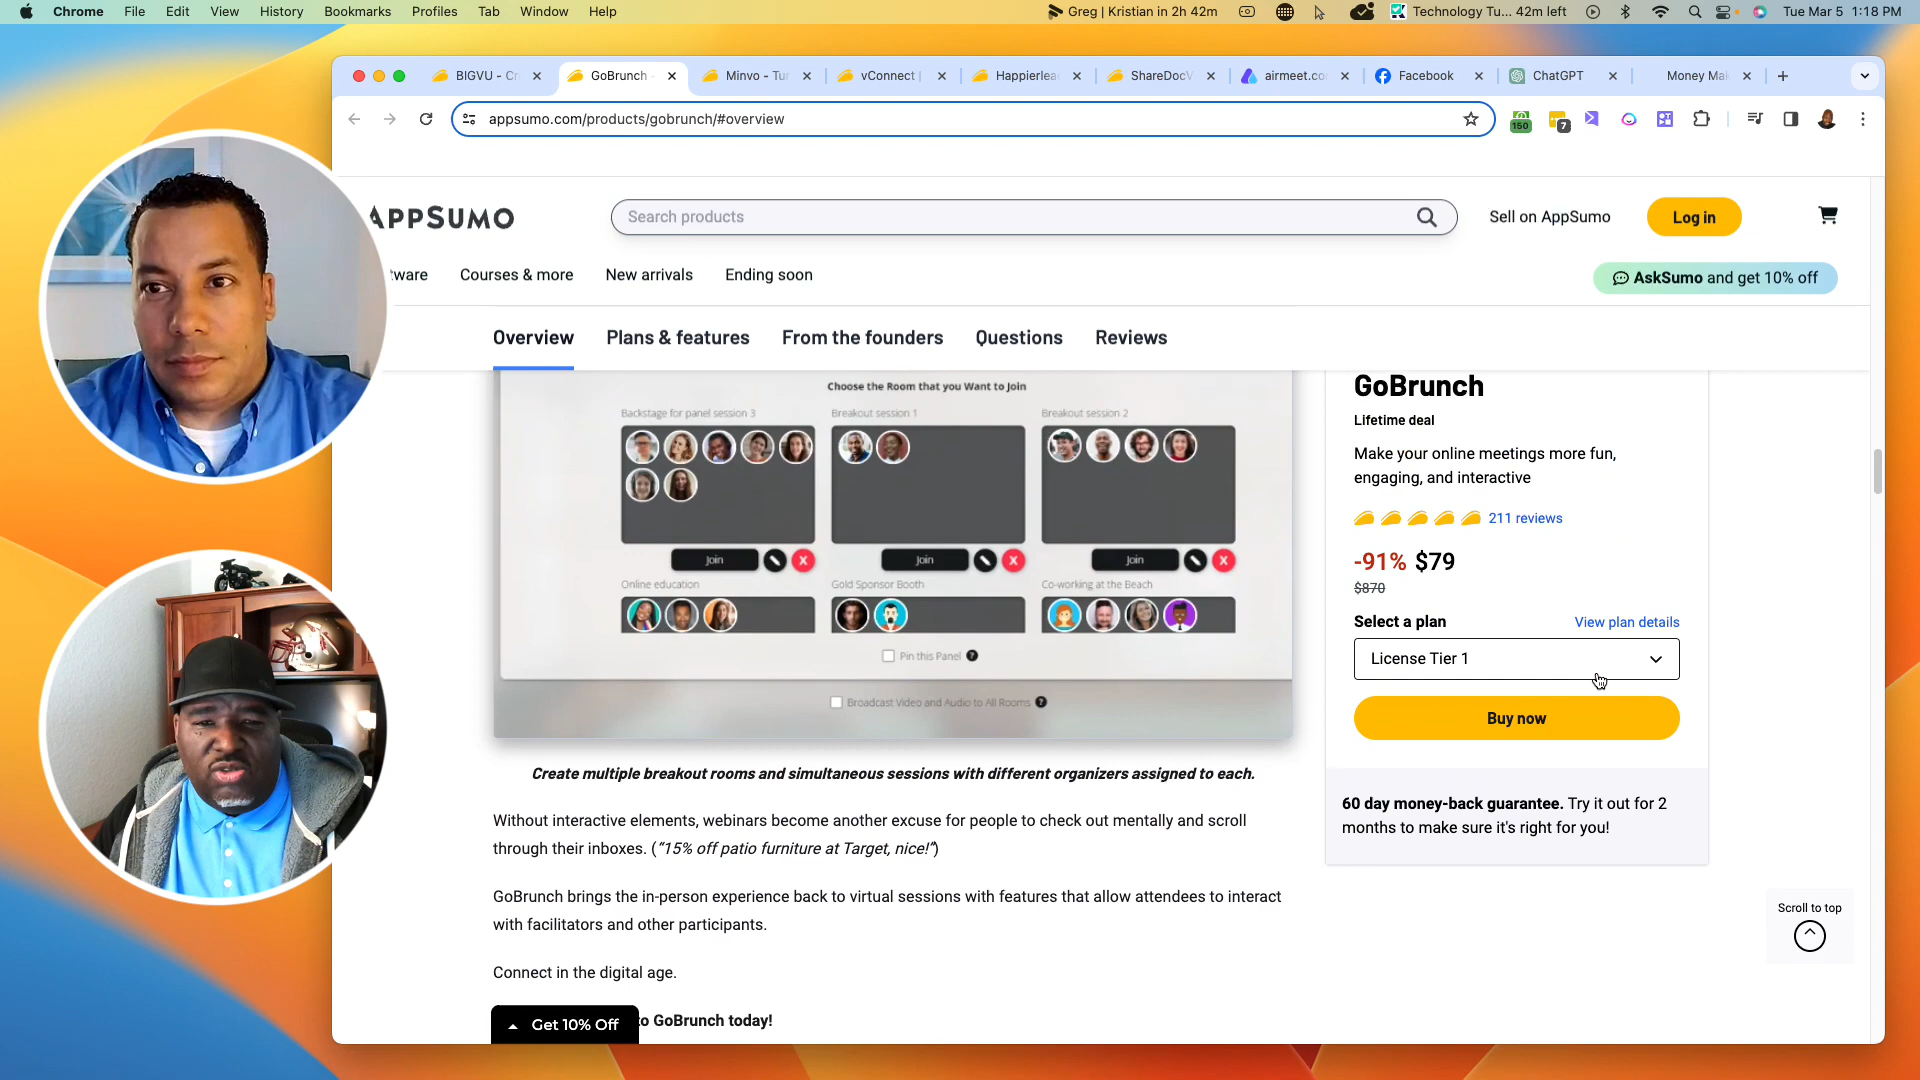 Chrome File Edit View History Bookmarks Profiles Tab Window Help
Greg | Kristian in 2h 42m
Technology Tu... 42m left
Tue Mar 5 1:18 PM
BIGVU - Cr
GoBrunch -
Minvo - Tu
vConnect |
Happierlea
ShareDocV
airmeet.co
Facebook
ChatGPT
Money Ma
appsumo.com/products/gobrunch/#overview
150
7
APPSUMO
Search products
Sell on AppSumo
Log in
tware
Courses & more
New arrivals
Ending soon
AskSumo and get 10% off
Overview
Plans & features
From the founders
Questions
Reviews
Choose the Room that you Want to Join
Backstage for panel session 3
Breakout session 1
Breakout session 2
Join
Join
Join
Online education
Gold Sponsor Booth
Co-working at the Beach
Pin this Panel
Broadcast Video and Audio to All Rooms
Create multiple breakout rooms and simultaneous sessions with different organizers assigned to each.
Without interactive elements, webinars become another excuse for people to check out mentally and scroll
through their inboxes. (“15% off patio furniture at Target, nice!”)
GoBrunch brings the in-person experience back to virtual sessions with features that allow attendees to interact
with facilitators and other participants.
Connect in the digital age.
to GoBrunch today!
Get 10% Off
GoBrunch
Lifetime deal
Make your online meetings more fun,
engaging, and interactive
211 reviews
-91% $79
$870
Select a plan
View plan details
License Tier 1
Buy now
60 day money-back guarantee. Try it out for 2
months to make sure it's right for you!
Scroll to top